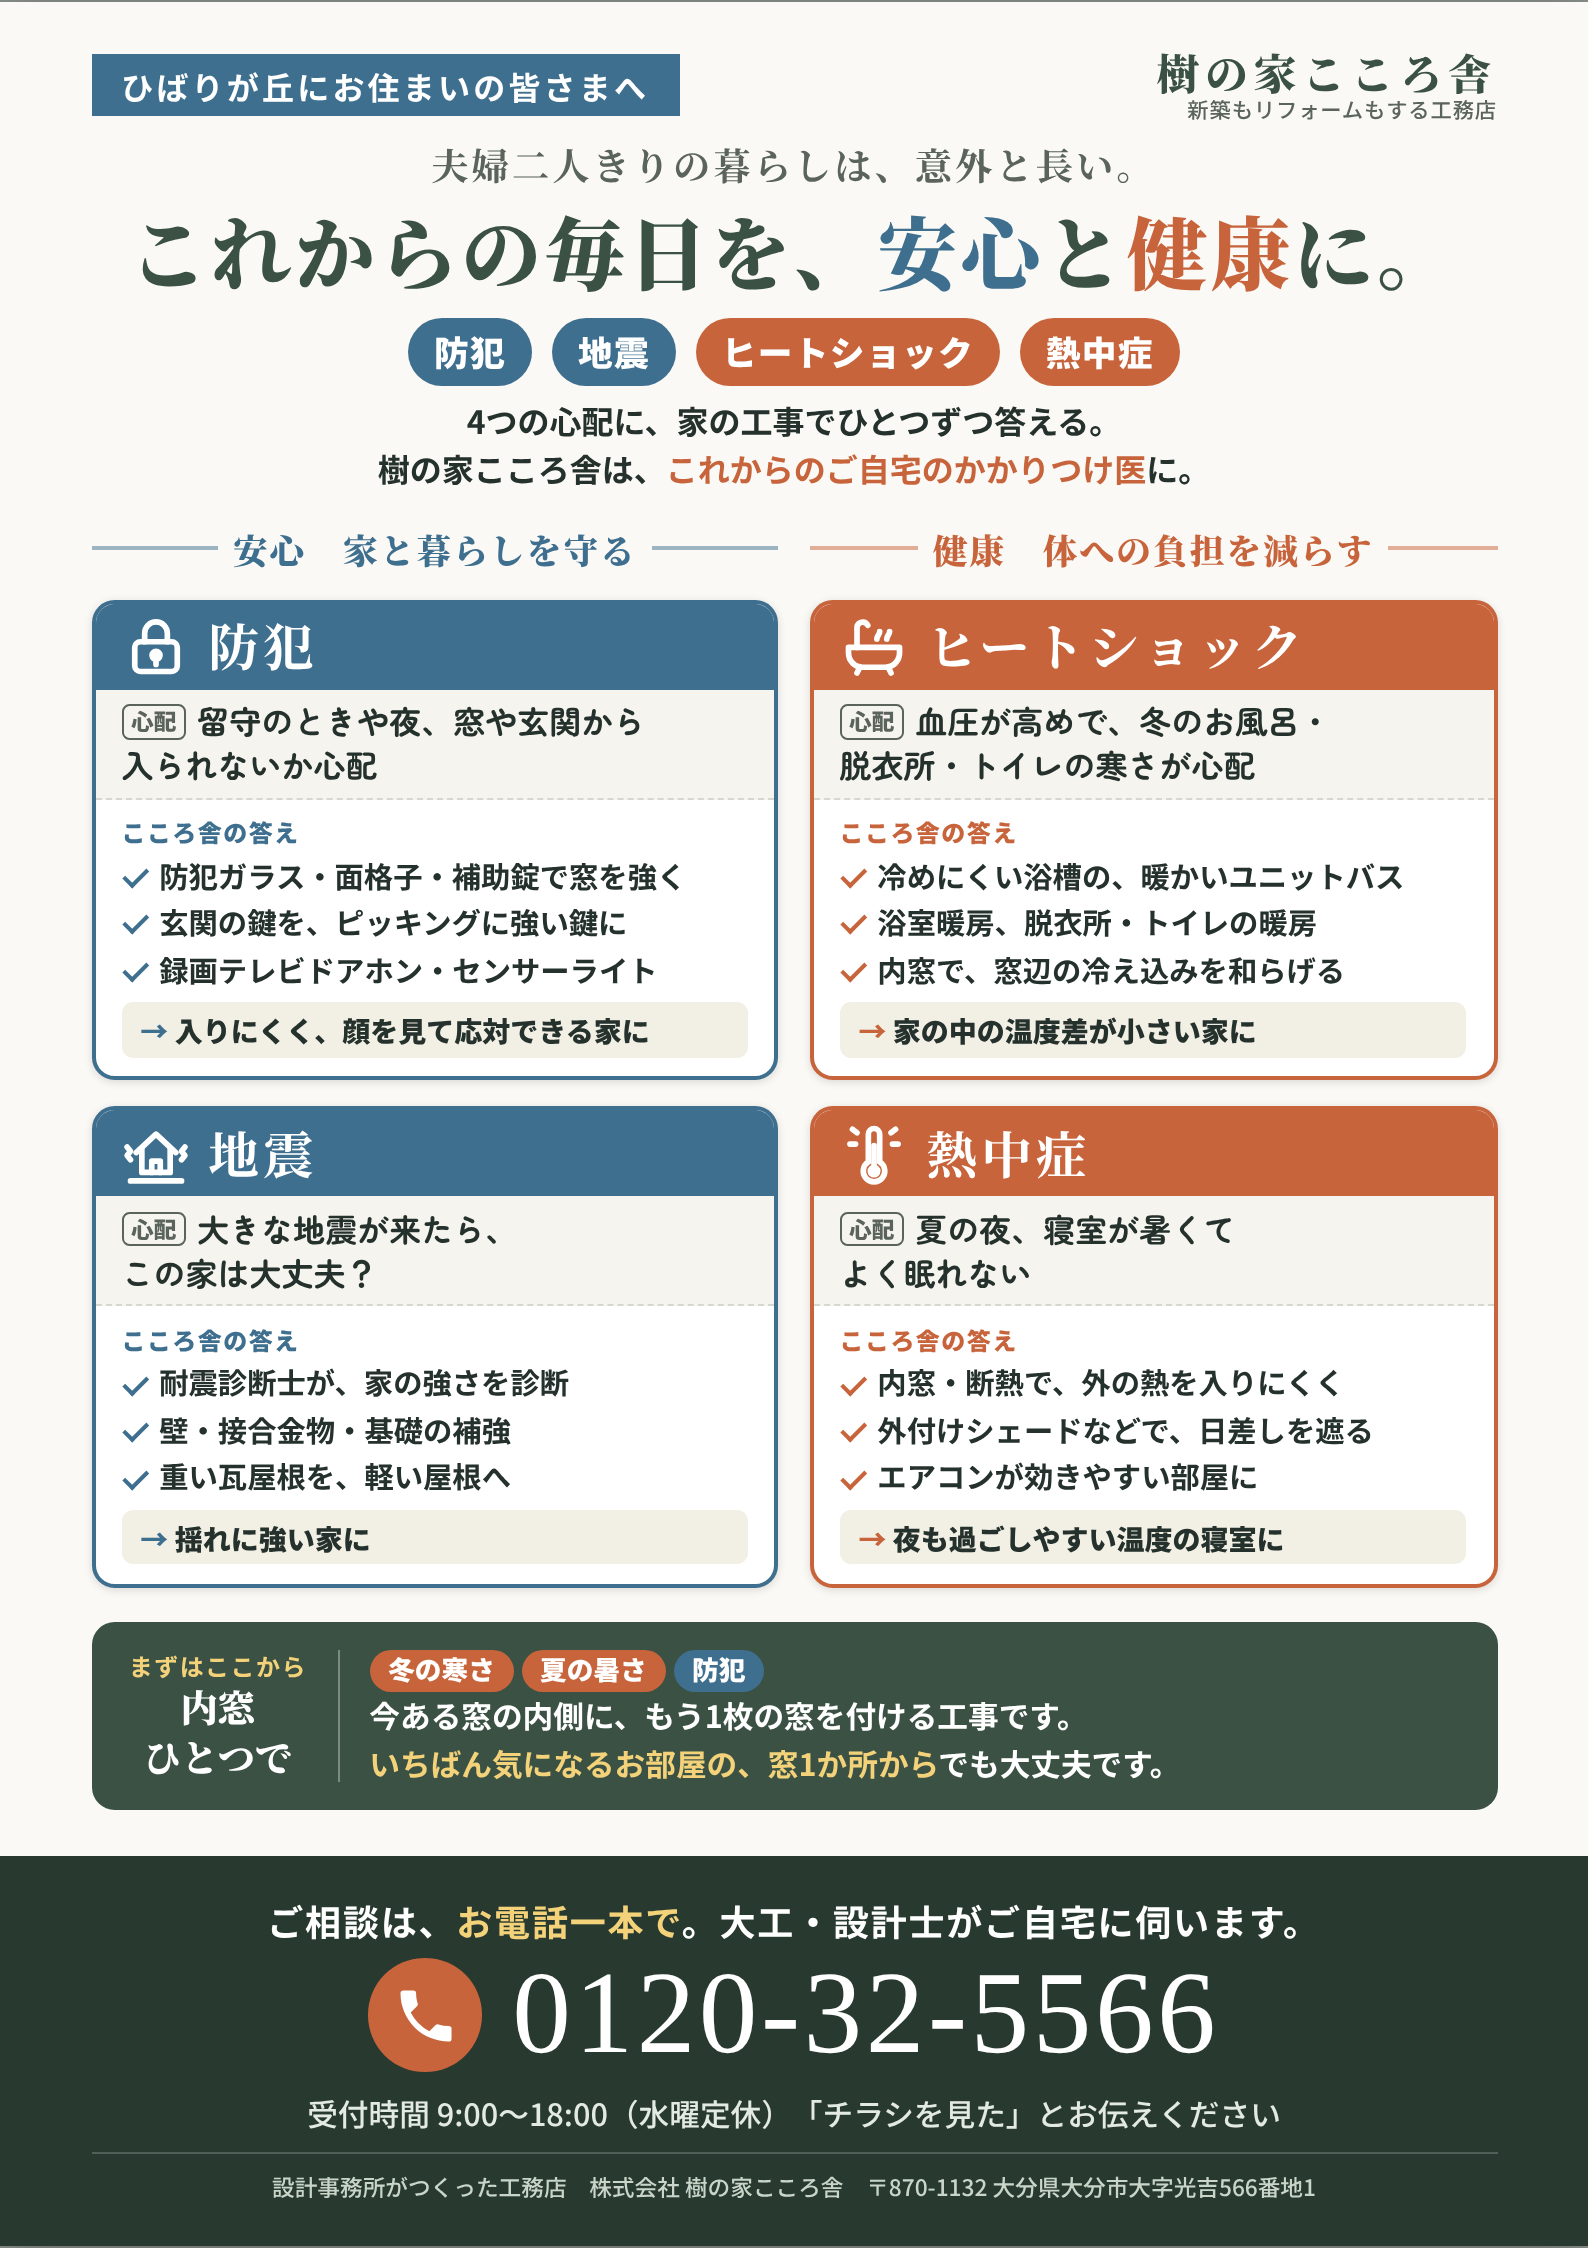 ひばりが丘にお住まいの皆さまへ
樹の家こころ舎
新築もリフォームもする工務店
夫婦二人きりの暮らしは、意外と長い。
これからの毎日を、安心と健康に。
防犯 地震 ヒートショック 熱中症
4つの心配に、家の工事でひとつずつ答える。
樹の家こころ舎は、これからのご自宅のかかりつけ医に。
安心　家と暮らしを守る
防犯
心配 留守のときや夜、窓や玄関から
入られないか心配
こころ舎の答え
防犯ガラス・面格子・補助錠で窓を強く
玄関の鍵を、ピッキングに強い鍵に
録画テレビドアホン・センサーライト
→ 入りにくく、顔を見て応対できる家に
地震
心配 大きな地震が来たら、
この家は大丈夫？
こころ舎の答え
耐震診断士が、家の強さを診断
壁・接合金物・基礎の補強
重い瓦屋根を、軽い屋根へ
→ 揺れに強い家に
健康　体への負担を減らす
ヒートショック
心配 血圧が高めで、冬のお風呂・
脱衣所・トイレの寒さが心配
こころ舎の答え
冷めにくい浴槽の、暖かいユニットバス
浴室暖房、脱衣所・トイレの暖房
内窓で、窓辺の冷え込みを和らげる
→ 家の中の温度差が小さい家に
熱中症
心配 夏の夜、寝室が暑くて
よく眠れない
こころ舎の答え
内窓・断熱で、外の熱を入りにくく
外付けシェードなどで、日差しを遮る
エアコンが効きやすい部屋に
→ 夜も過ごしやすい温度の寝室に
まずはここから
内窓
ひとつで
冬の寒さ 夏の暑さ 防犯
今ある窓の内側に、もう1枚の窓を付ける工事です。
いちばん気になるお部屋の、窓1か所からでも大丈夫です。
ご相談は、お電話一本で。大工・設計士がご自宅に伺います。
0120-32-5566
受付時間 9:00〜18:00（水曜定休）「チラシを見た」とお伝えください
設計事務所がつくった工務店　株式会社 樹の家こころ舎　〒870-1132 大分県大分市大字光吉566番地1